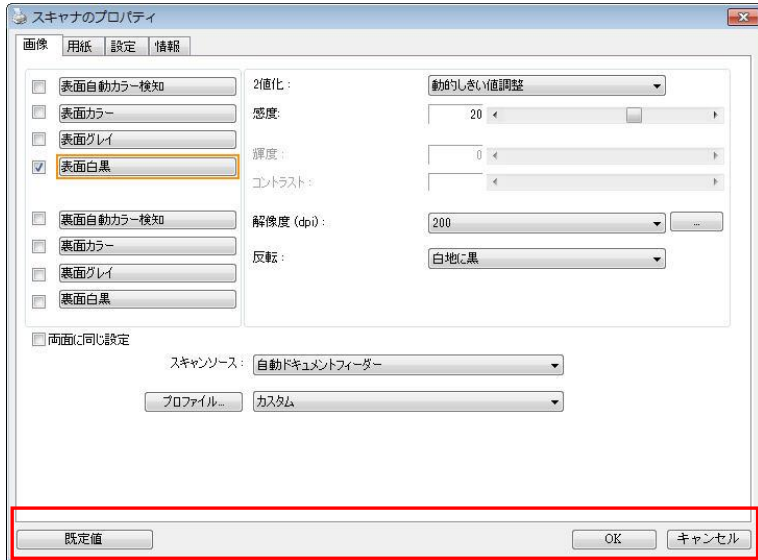 スキャナのプロパティ
画像 用紙 設定 情報
表面自動カラー検知
表面カラー
表面グレイ
表面白黒
裏面自動カラー検知
裏面カラー
裏面グレイ
裏面白黒
2値化： 動的しきい値調整
感度: 20
輝度： 0
コントラスト：
解像度 (dpi)： 200 ...
反転： 白地に黒
両面に同じ設定
スキャンソース： 自動ドキュメントフィーダー
プロファイル... カスタム
既定値 OK キャンセル